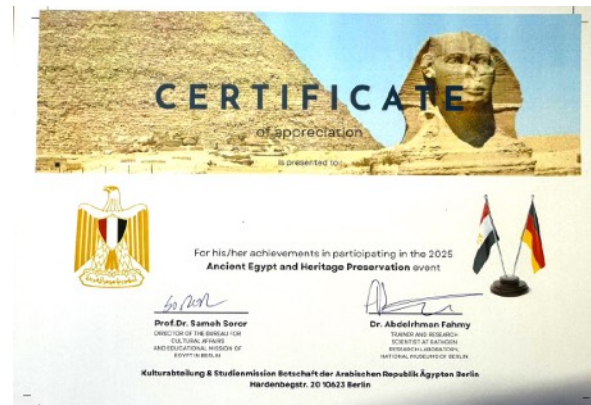 CERTIFICATE
of appreciation
is presented to:
For his/her achievements in participating in the 2025
Ancient Egypt and Heritage Preservation event
Prof.Dr. Sameh Soror
DIRECTOR OF THE BUREAU FOR
CULTURAL AFFAIRS
AND EDUCATIONAL MISSION OF
EGYPT IN BERLIN
Dr. Abdelrhman Fahmy
TRAINER AND RESEARCH
SCIENTIST AT RATHGEN
RESEARCH LABORATORY,
NATIONAL MUSEUMS OF BERLIN
Kulturabteilung & Studienmission Botschaft der Arabischen Republik Ägypten Berlin
Hardenbegstr. 20 10623 Berlin